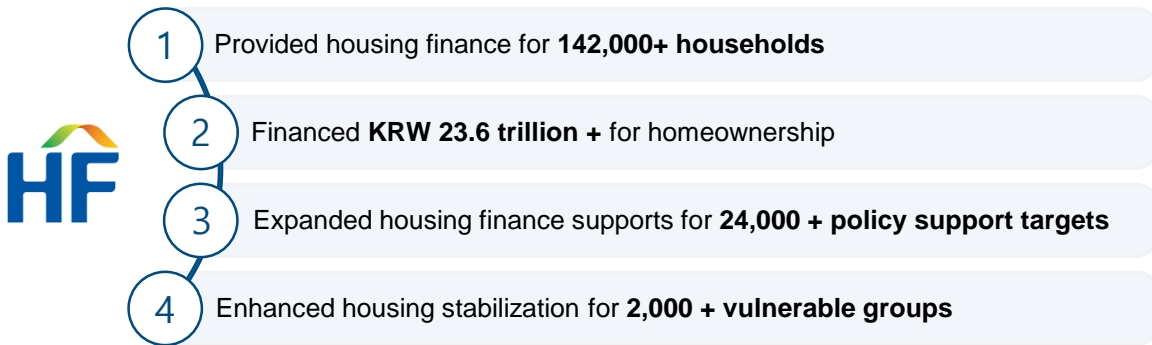 HF
1 Provided housing finance for 142,000+ households
2 Financed KRW 23.6 trillion + for homeownership
3 Expanded housing finance supports for 24,000 + policy support targets
4 Enhanced housing stabilization for 2,000 + vulnerable groups